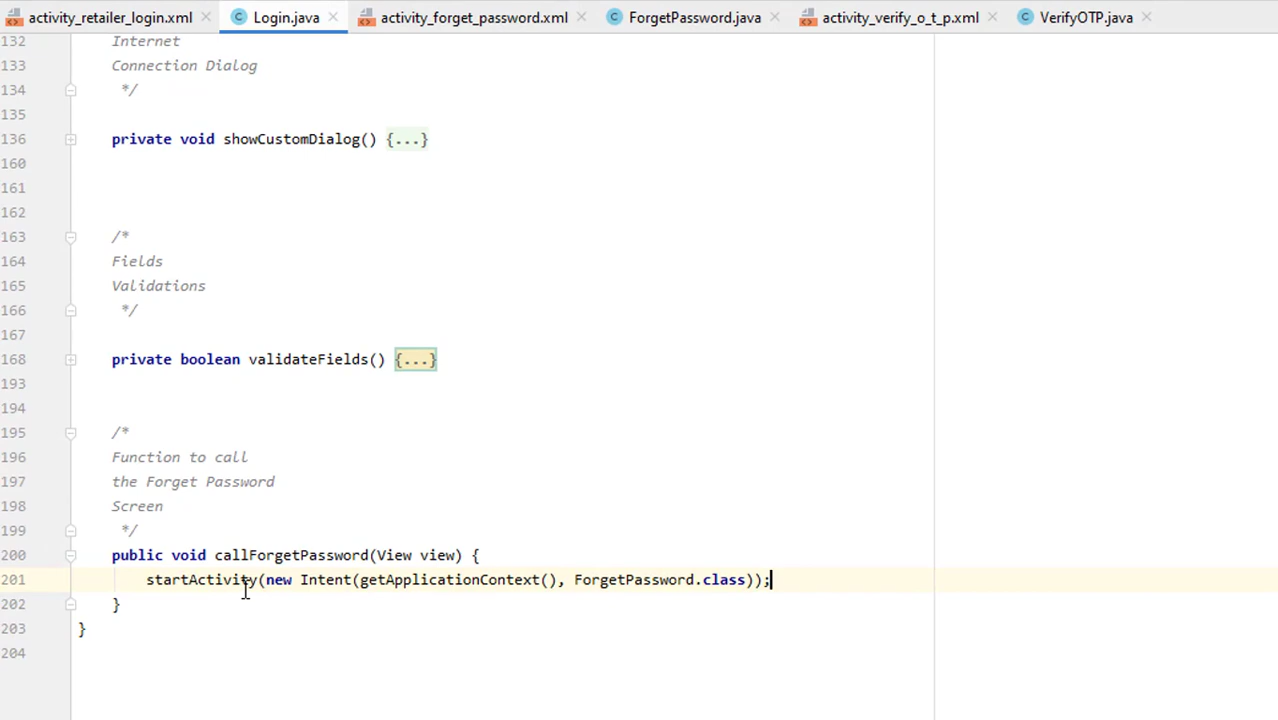 activity_retailer_login.xml Login.java activity_forget_password.xml ForgetPassword.java activity_verify_o_t_p.xml VerifyOTP.java
132 Internet
133 Connection Dialog
134 */
135
136 private void showCustomDialog() {...}
160
161
162
163 /*
164 Fields
165 Validations
166 */
167
168 private boolean validateFields() {...}
193
194
195 /*
196 Function to call
197 the Forget Password
198 Screen
199 */
200 public void callForgetPassword(View view) {
201 startActivity(new Intent(getApplicationContext(), ForgetPassword.class));
202 }
203 }
204